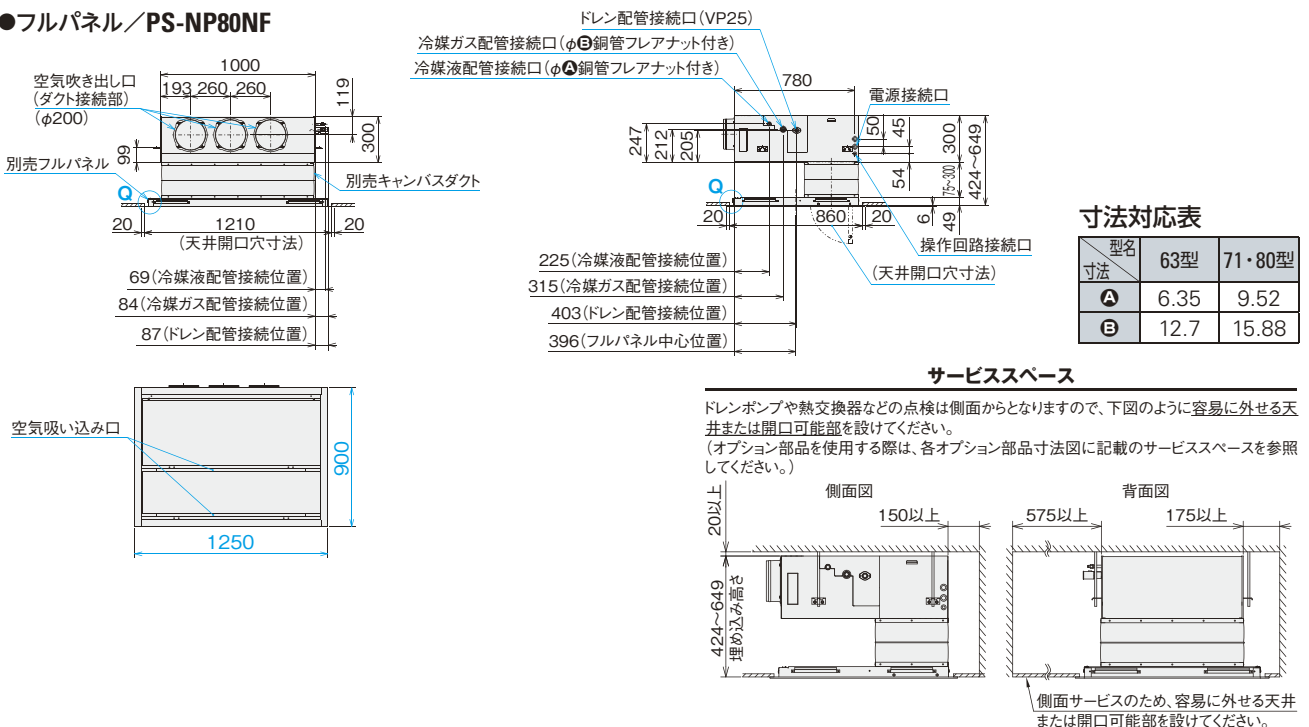 ●フルパネル／PS-NP80NF
空気吹き出し口
(ダクト接続部)
(φ200)
1000
193 260 260
119
300
99
別売フルパネル
別売キャンバスダクト
Q
20
1210
20
(天井開口穴寸法)
69(冷媒液配管接続位置)
84(冷媒ガス配管接続位置)
87(ドレン配管接続位置)
空気吸い込み口
900
1250
ドレン配管接続口(VP25)
冷媒ガス配管接続口(φB銅管フレアナット付き)
冷媒液配管接続口(φA銅管フレアナット付き)
780
電源接続口
247
212
205
50
45
54
300
75~300
424~649
Q
20
860
20
6
49
操作回路接続口
(天井開口穴寸法)
225(冷媒液配管接続位置)
315(冷媒ガス配管接続位置)
403(ドレン配管接続位置)
396(フルパネル中心位置)
寸法対応表
型名
寸法
63型 71・80型
A 6.35 9.52
B 12.7 15.88
サービススペース
ドレンポンプや熱交換器などの点検は側面からとなりますので、下図のように容易に外せる天
井または開口可能部を設けてください。
(オプション部品を使用する際は、各オプション部品寸法図に記載のサービススペースを参照
してください。)
側面図
20以上
150以上
424~649
埋め込み高さ
背面図
575以上
175以上
側面サービスのため、容易に外せる天井
または開口可能部を設けてください。